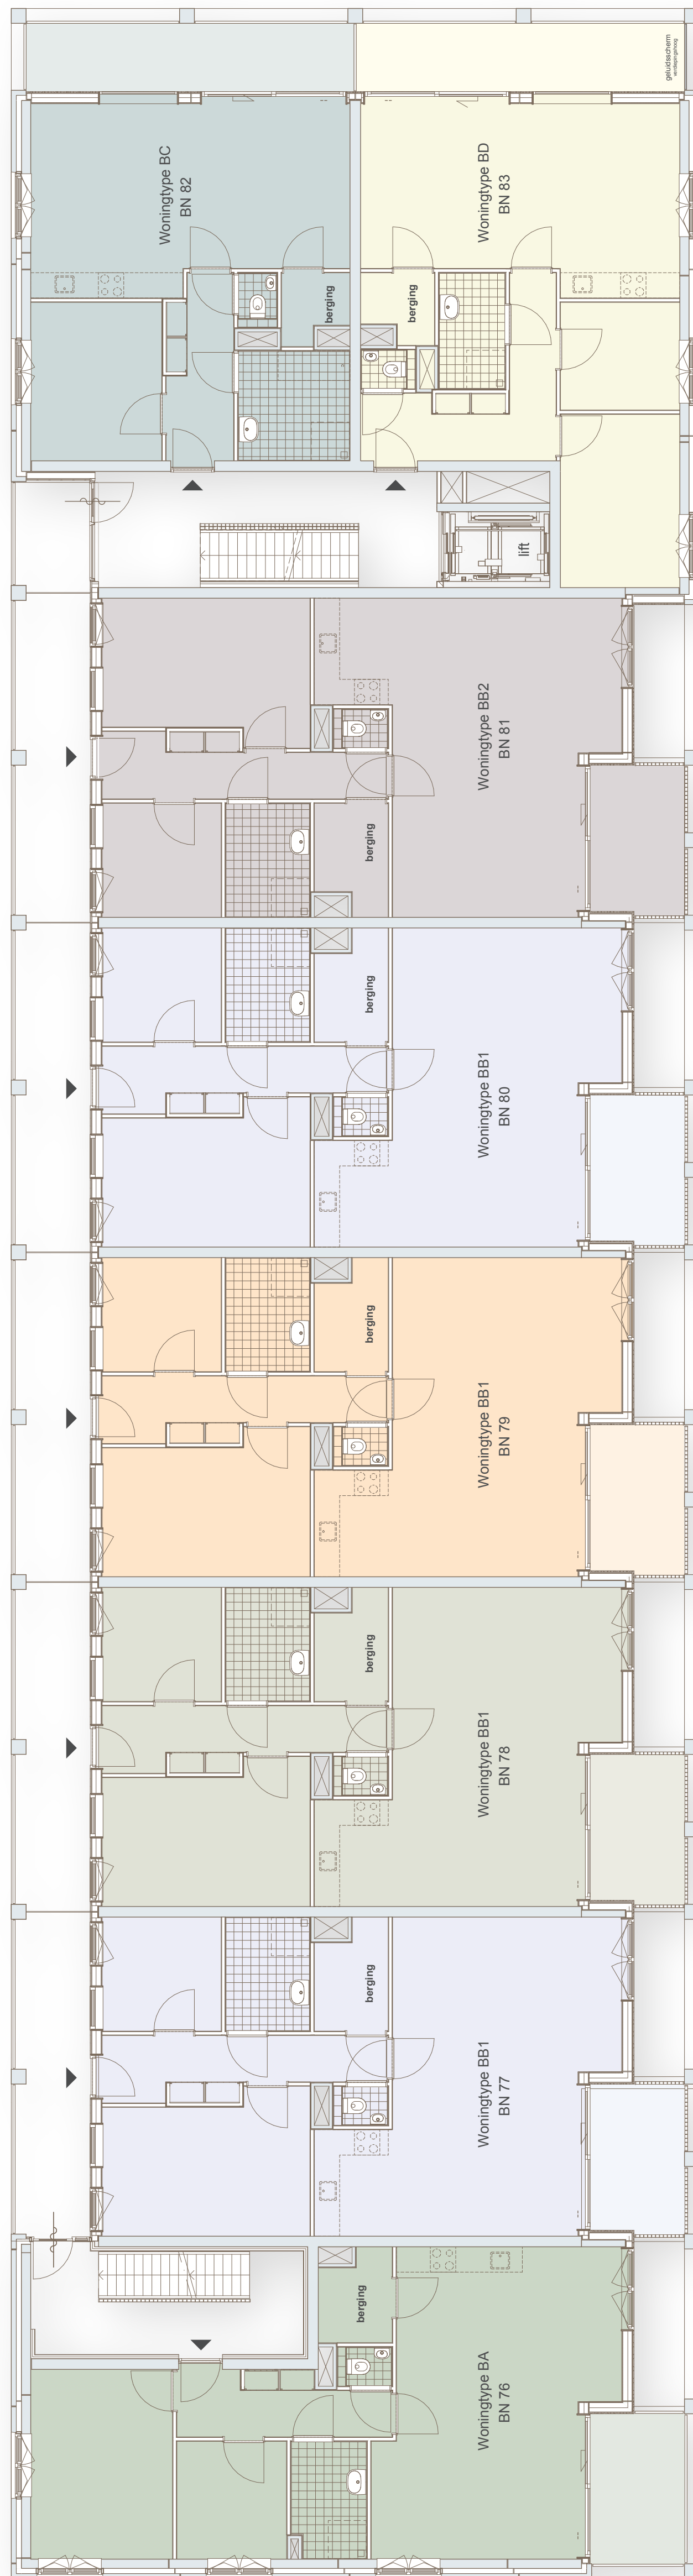 geluidsscherm
verdiepingshoog
Woningtype BC
BN 82
Woningtype BD
BN 83
berging
berging
lift
Woningtype BB2
BN 81
berging
berging
Woningtype BB1
BN 80
berging
Woningtype BB1
BN 79
berging
Woningtype BB1
BN 78
berging
Woningtype BB1
BN 77
berging
Woningtype BA
BN 76